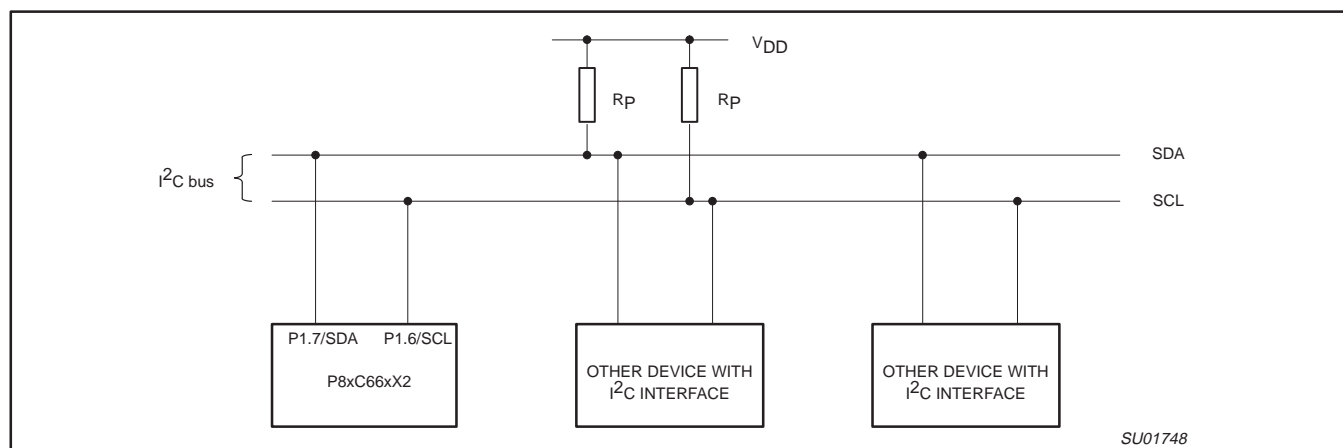 VDD
RP RP
SDA
I2C bus
SCL
P1.7/SDA P1.6/SCL
P8xC66xX2
OTHER DEVICE WITH
I2C INTERFACE
OTHER DEVICE WITH
I2C INTERFACE
SU01748